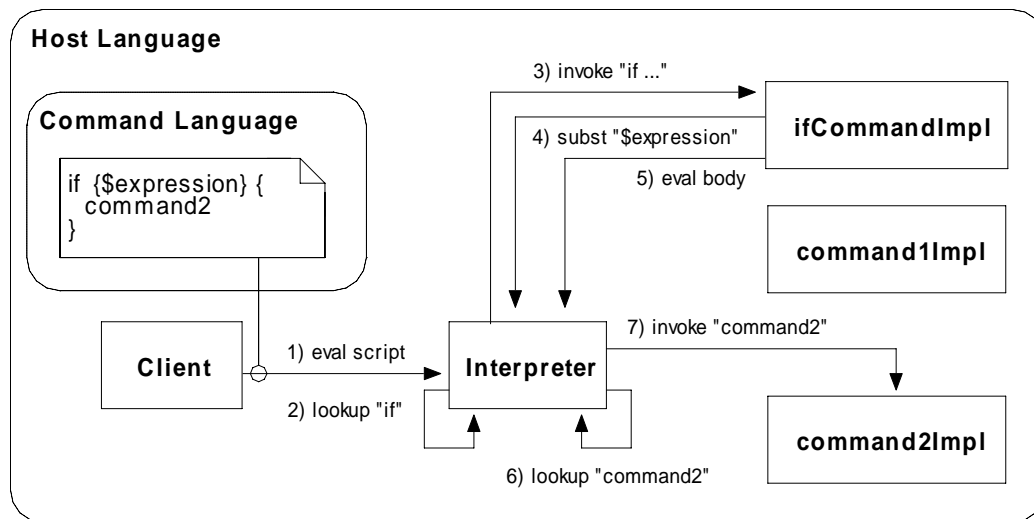 Host Language
Command Language
if {$expression} {
command2
}
3) invoke "if ..."
4) subst "$expression"
5) eval body
ifCommandImpl
command1Impl
Client
1) eval script
2) lookup "if"
Interpreter
7) invoke "command2"
6) lookup "command2"
command2Impl